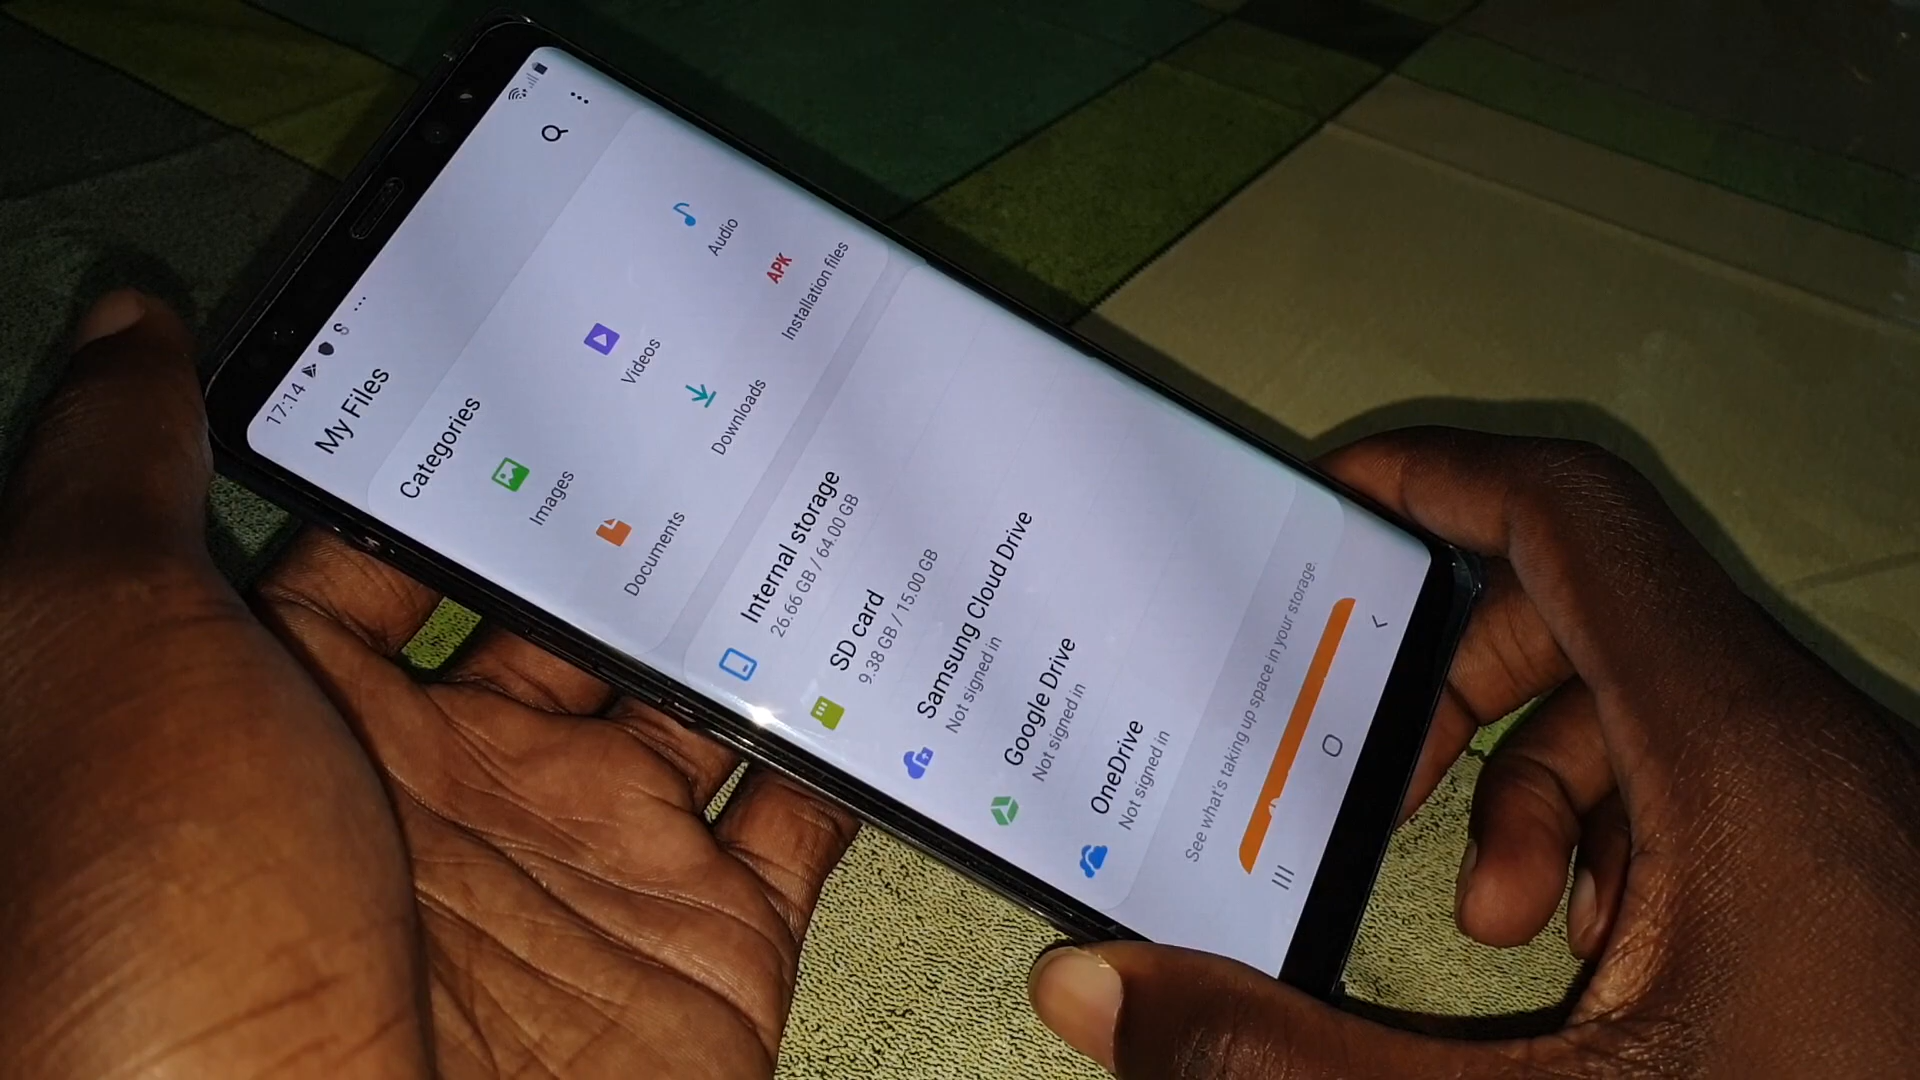 17:14
My Files
Categories
Images
Videos
Audio
Documents
Downloads
APK
Installation files
Internal storage
26.66 GB / 64.00 GB
SD card
9.38 GB / 15.00 GB
Samsung Cloud Drive
Not signed in
Google Drive
Not signed in
OneDrive
Not signed in
See what's taking up space in your storage.